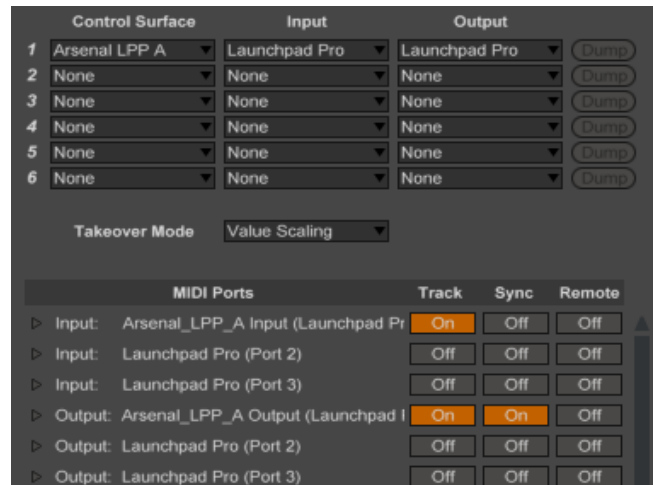 Control Surface Input Output
1 Arsenal LPP A Launchpad Pro Launchpad Pro Dump
2 None None None Dump
3 None None None Dump
4 None None None Dump
5 None None None Dump
6 None None None Dump
Takeover Mode Value Scaling
MIDI Ports Track Sync Remote
Input: Arsenal_LPP_A Input (Launchpad Pr On Off Off
Input: Launchpad Pro (Port 2) Off Off Off
Input: Launchpad Pro (Port 3) Off Off Off
Output: Arsenal_LPP_A Output (Launchpad On On Off
Output: Launchpad Pro (Port 2) Off Off Off
Output: Launchpad Pro (Port 3) Off Off Off